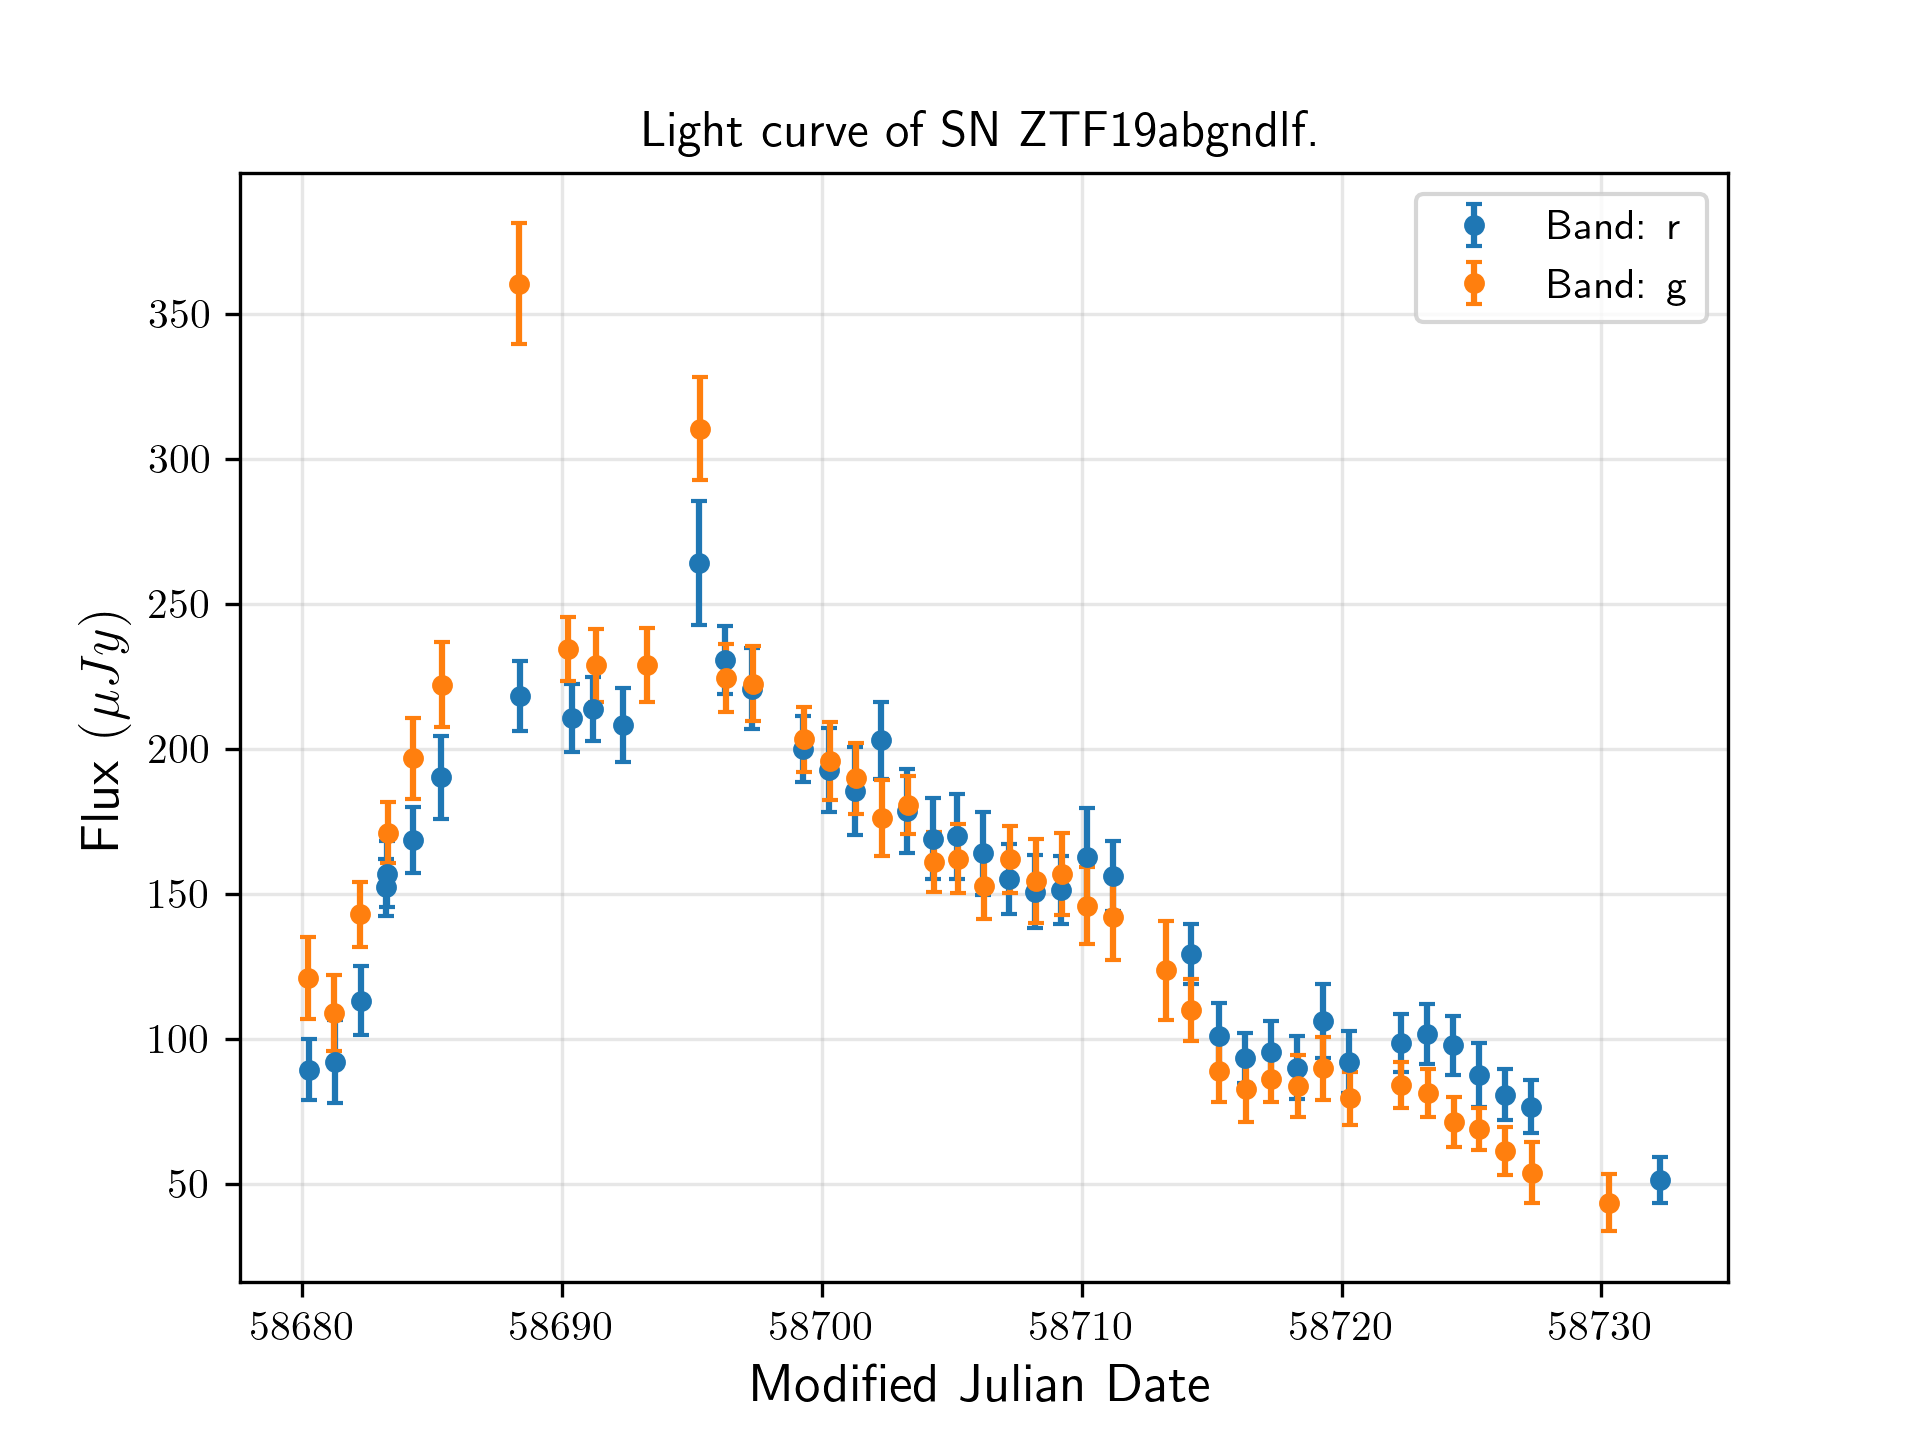 Light curve of SN ZTF19abgndlf.
Band: r
Band: g
350
300
250
200
150
100
50
Flux (μJy)
58680 58690 58700 58710 58720 58730
Modified Julian Date